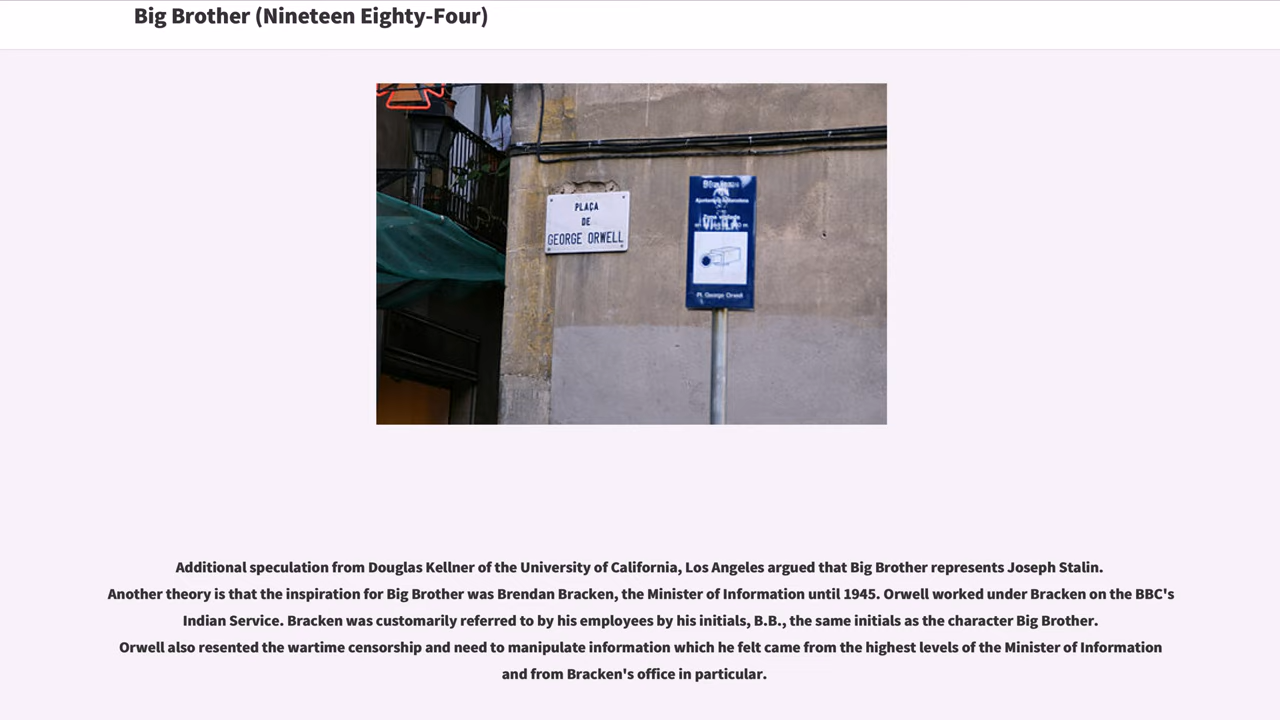 Big Brother (Nineteen Eighty-Four)
PLAÇA
DE
GEORGE ORWELL
Pl. George Orwell
Additional speculation from Douglas Kellner of the University of California, Los Angeles argued that Big Brother represents Joseph Stalin.
Another theory is that the inspiration for Big Brother was Brendan Bracken, the Minister of Information until 1945. Orwell worked under Bracken on the BBC's
Indian Service. Bracken was customarily referred to by his employees by his initials, B.B., the same initials as the character Big Brother.
Orwell also resented the wartime censorship and need to manipulate information which he felt came from the highest levels of the Minister of Information
and from Bracken's office in particular.